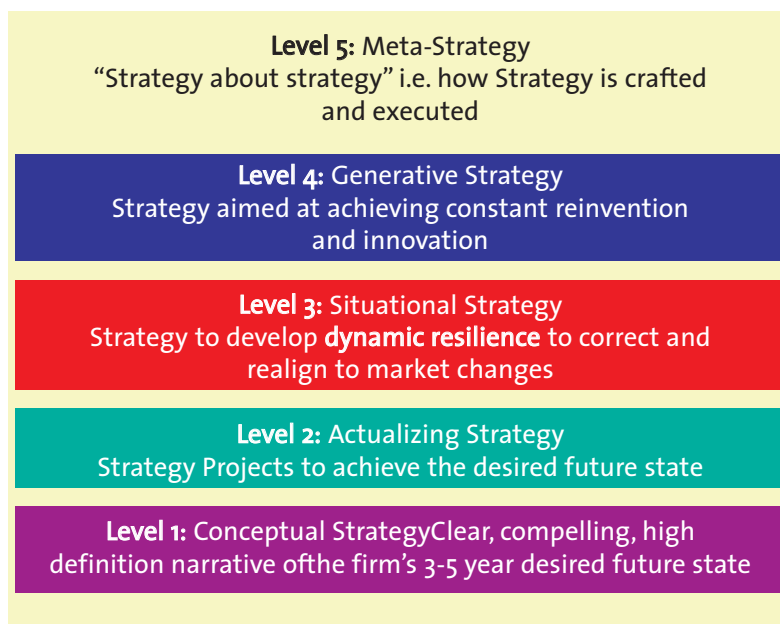 Level 5: Meta-Strategy
“Strategy about strategy” i.e. how Strategy is crafted
and executed
Level 4: Generative Strategy
Strategy aimed at achieving constant reinvention
and innovation
Level 3: Situational Strategy
Strategy to develop dynamic resilience to correct and
realign to market changes
Level 2: Actualizing Strategy
Strategy Projects to achieve the desired future state
Level 1: Conceptual StrategyClear, compelling, high
definition narrative ofthe firm’s 3-5 year desired future state